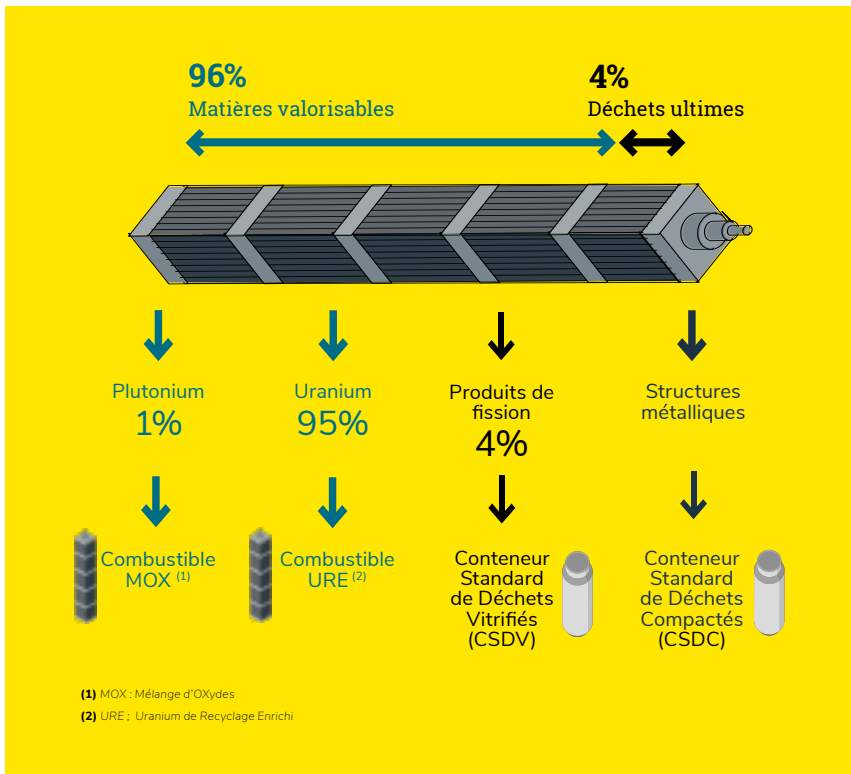 96%
Matières valorisables
4%
Déchets ultimes
Plutonium
1%
Uranium
95%
Produits de
fission
4%
Structures
métalliques
Combustible
MOX (1)
Combustible
URE (2)
Conteneur
Standard
de Déchets
Vitrifiés
(CSDV)
Conteneur
Standard
de Déchets
Compactés
(CSDC)
(1) MOX : Mélange d'OXydes
(2) URE ; Uranium de Recyclage Enrichi